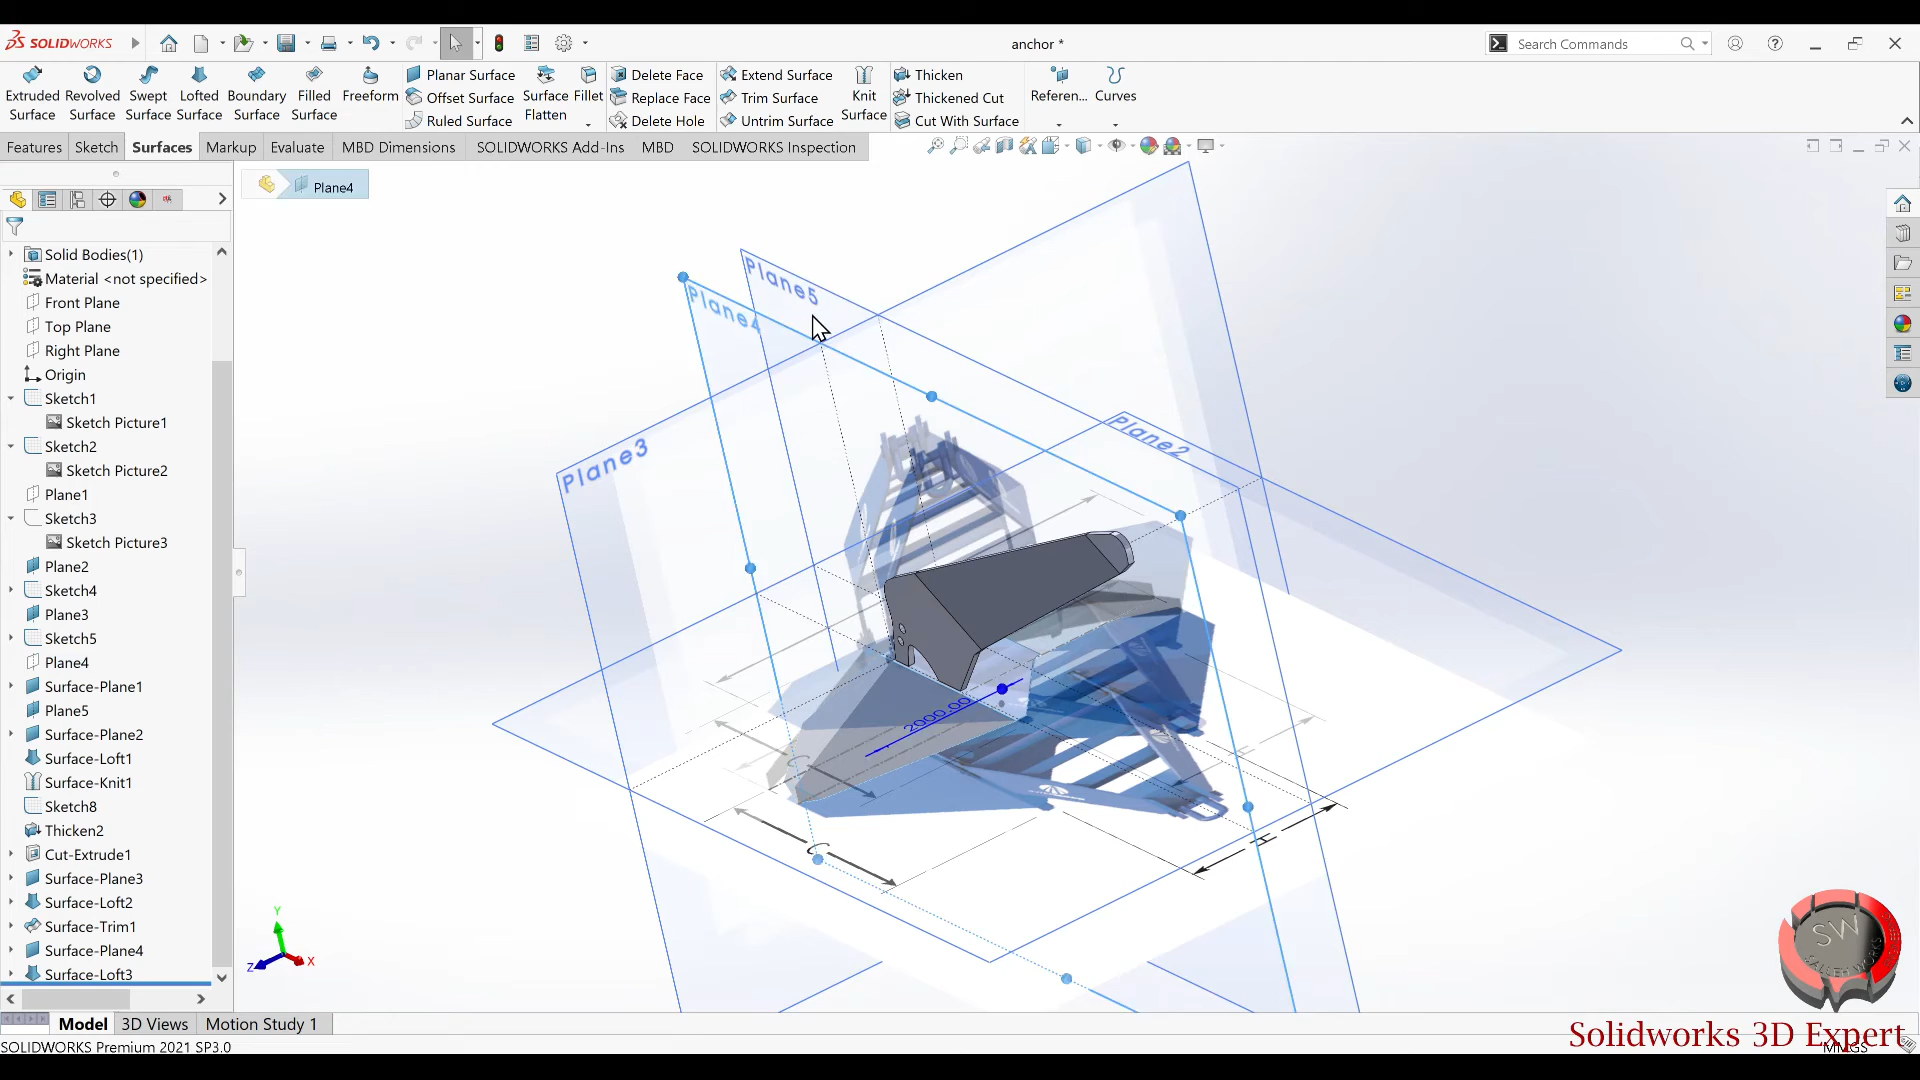 SOLIDWORKS
anchor *
Search Commands
Extruded Surface
Revolved Surface
Swept Surface
Lofted Surface
Boundary Surface
Filled Surface
Freeform
Planar Surface
Offset Surface
Ruled Surface
Surface Flatten
Fillet
Delete Face
Replace Face
Delete Hole
Extend Surface
Trim Surface
Untrim Surface
Knit Surface
Thicken
Thickened Cut
Cut With Surface
Referen...
Curves
Features
Sketch
Surfaces
Markup
Evaluate
MBD Dimensions
SOLIDWORKS Add-Ins
MBD
SOLIDWORKS Inspection
Plane4
Solid Bodies(1)
Material <not specified>
Front Plane
Top Plane
Right Plane
Origin
Sketch1
Sketch Picture1
Sketch2
Sketch Picture2
Plane1
Sketch3
Sketch Picture3
Plane2
Sketch4
Plane3
Sketch5
Plane4
Surface-Plane1
Plane5
Surface-Plane2
Surface-Loft1
Surface-Knit1
Sketch8
Thicken2
Cut-Extrude1
Surface-Plane3
Surface-Loft2
Surface-Trim1
Surface-Plane4
Surface-Loft3
Plane5
Plane4
Plane3
Plane2
2000.00
C
C
H
Y
X
Z
SW
Model
3D Views
Motion Study 1
Solidworks 3D Expert
SOLIDWORKS Premium 2021 SP3.0
MMGS